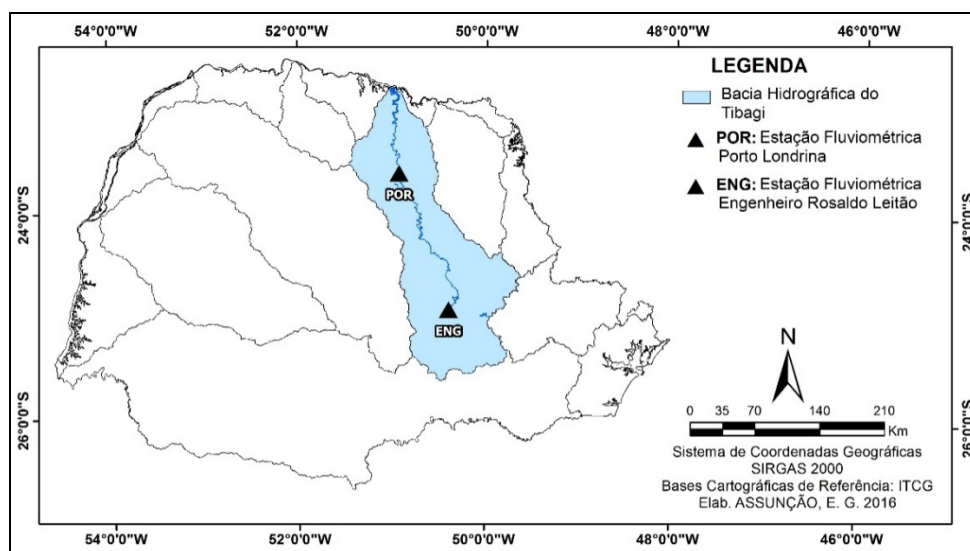 54°0'0"W 52°0'0"W 50°0'0"W 48°0'0"W 46°0'0"W
LEGENDA
Bacia Hidrográfica do
Tibagi
POR: Estação Fluviométrica
Porto Londrina
ENG: Estação Fluviométrica
Engenheiro Rosaldo Leitão
24°0'0"S
24°0'0"S
POR
ENG
N
26°0'0"S
26°0'0"S
0 35 70 140 210
Km
Sistema de Coordenadas Geográficas
SIRGAS 2000
Bases Cartográficas de Referência: ITCG
Elab. ASSUNÇÃO, E. G. 2016
54°0'0"W 52°0'0"W 50°0'0"W 48°0'0"W 46°0'0"W